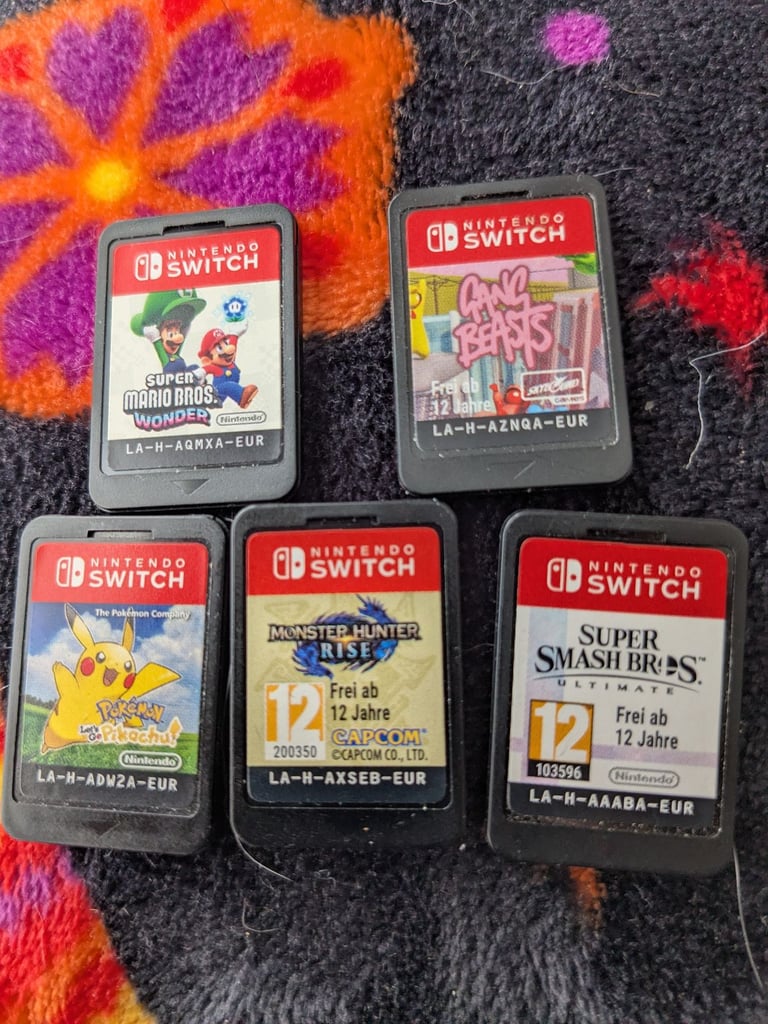 NINTENDO
SWITCH
SUPER
MARIO BROS.
WONDER
Nintendo
LA-H-AQMXA-EUR
NINTENDO
SWITCH
GANG
BEASTS
Frei ab
12 Jahre
Games
LA-H-AZNQA-EUR
NINTENDO
SWITCH
The Pokémon Company
Pokémon
Let's Go Pikachu!
Nintendo
LA-H-ADW2A-EUR
NINTENDO
SWITCH
MONSTER HUNTER
RISE
12
Frei ab
12 Jahre
200350
CAPCOM
©CAPCOM CO., LTD.
LA-H-AXSEB-EUR
NINTENDO
SWITCH
SUPER
SMASH BROS.™
ULTIMATE
12
Frei ab
12 Jahre
103596
Nintendo
LA-H-AAABA-EUR